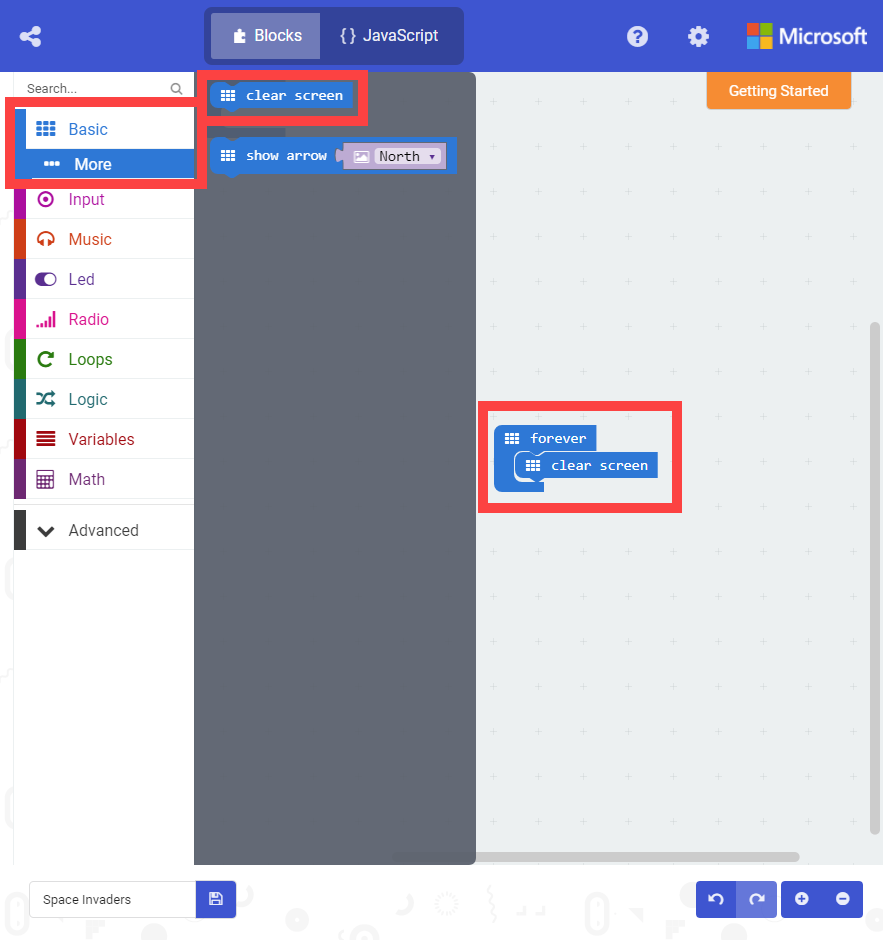 Blocks
{} JavaScript
?
Microsoft
Search...
clear screen
Getting Started
Basic
More
show arrow North
Input
Music
Led
Radio
Loops
Logic
Variables
Math
Advanced
forever
clear screen
Space Invaders